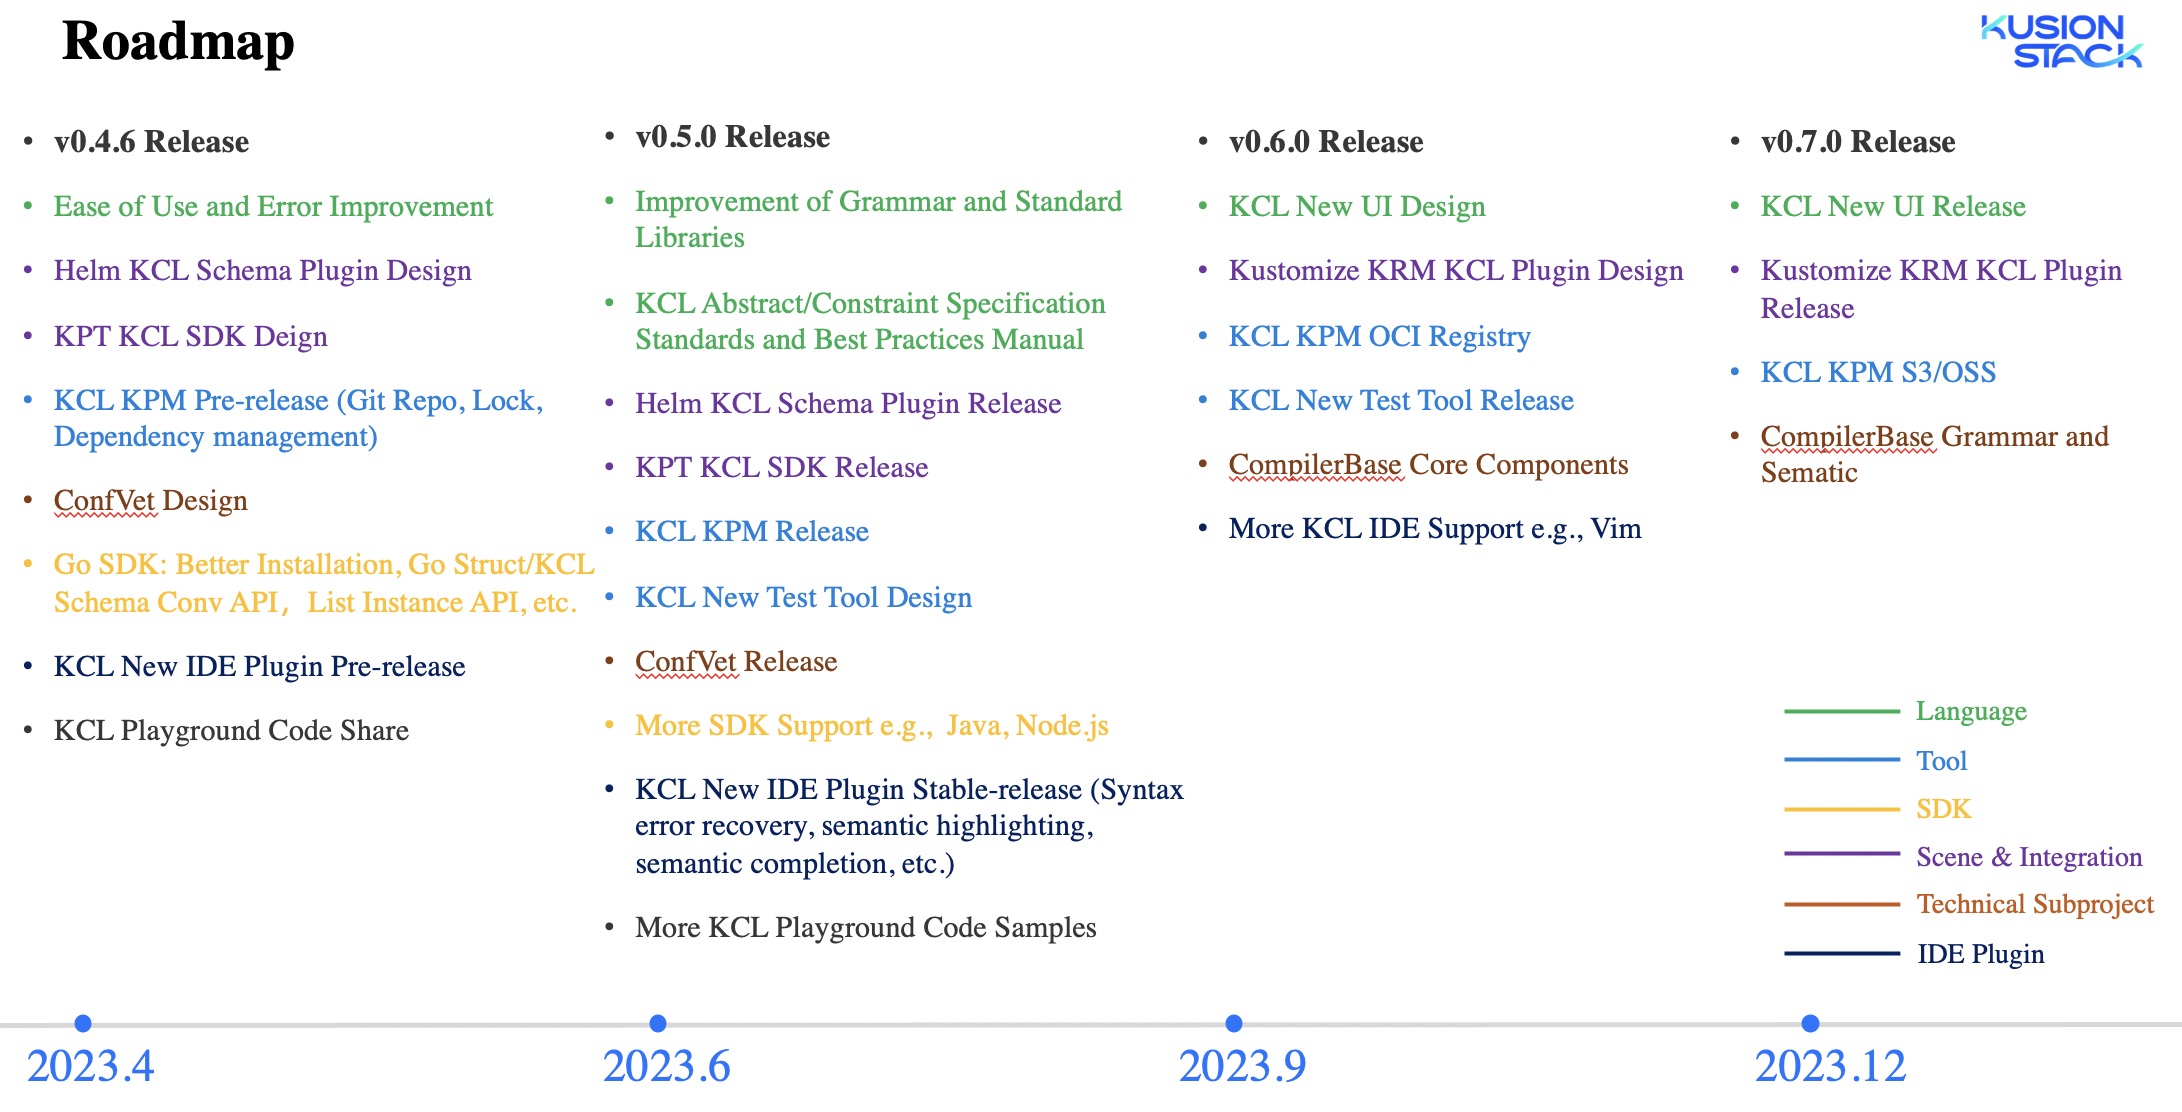 Roadmap
KUSION
STACK
• v0.4.6 Release
• Ease of Use and Error Improvement
• Helm KCL Schema Plugin Design
• KPT KCL SDK Deign
• KCL KPM Pre-release (Git Repo, Lock,
Dependency management)
• ConfVet Design
• Go SDK: Better Installation, Go Struct/KCL
Schema Conv API，List Instance API, etc.
• KCL New IDE Plugin Pre-release
• KCL Playground Code Share
• v0.5.0 Release
• Improvement of Grammar and Standard
Libraries
• KCL Abstract/Constraint Specification
Standards and Best Practices Manual
• Helm KCL Schema Plugin Release
• KPT KCL SDK Release
• KCL KPM Release
• KCL New Test Tool Design
• ConfVet Release
• More SDK Support e.g., Java, Node.js
• KCL New IDE Plugin Stable-release (Syntax
error recovery, semantic highlighting,
semantic completion, etc.)
• More KCL Playground Code Samples
• v0.6.0 Release
• KCL New UI Design
• Kustomize KRM KCL Plugin Design
• KCL KPM OCI Registry
• KCL New Test Tool Release
• CompilerBase Core Components
• More KCL IDE Support e.g., Vim
• v0.7.0 Release
• KCL New UI Release
• Kustomize KRM KCL Plugin
Release
• KCL KPM S3/OSS
• CompilerBase Grammar and
Sematic
Language
Tool
SDK
Scene & Integration
Technical Subproject
IDE Plugin
2023.4
2023.6
2023.9
2023.12